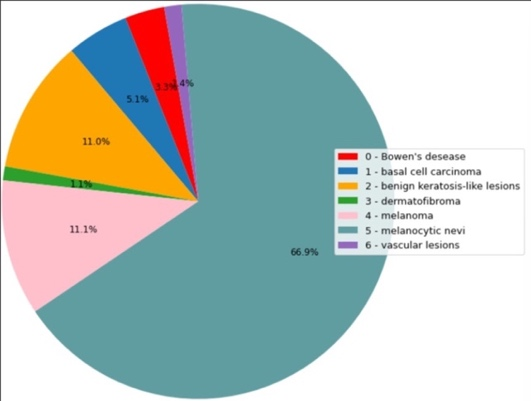 5.1%
3.3%
1.4%
11.0%
1.1%
11.1%
66.9%
0 - Bowen's desease
1 - basal cell carcinoma
2 - benign keratosis-like lesions
3 - dermatofibroma
4 - melanoma
5 - melanocytic nevi
6 - vascular lesions